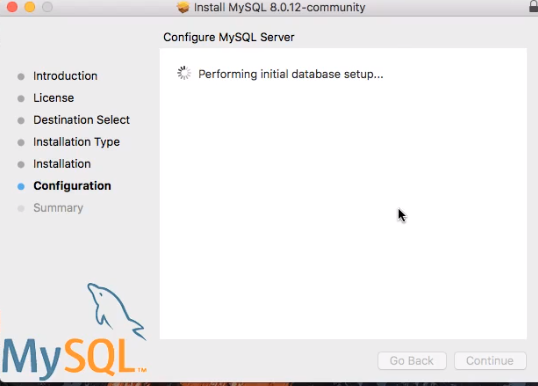 Install MySQL 8.0.12-community
Configure MySQL Server
Introduction
License
Destination Select
Installation Type
Installation
Configuration
Summary
Performing initial database setup...
MySQL™
Go Back
Continue